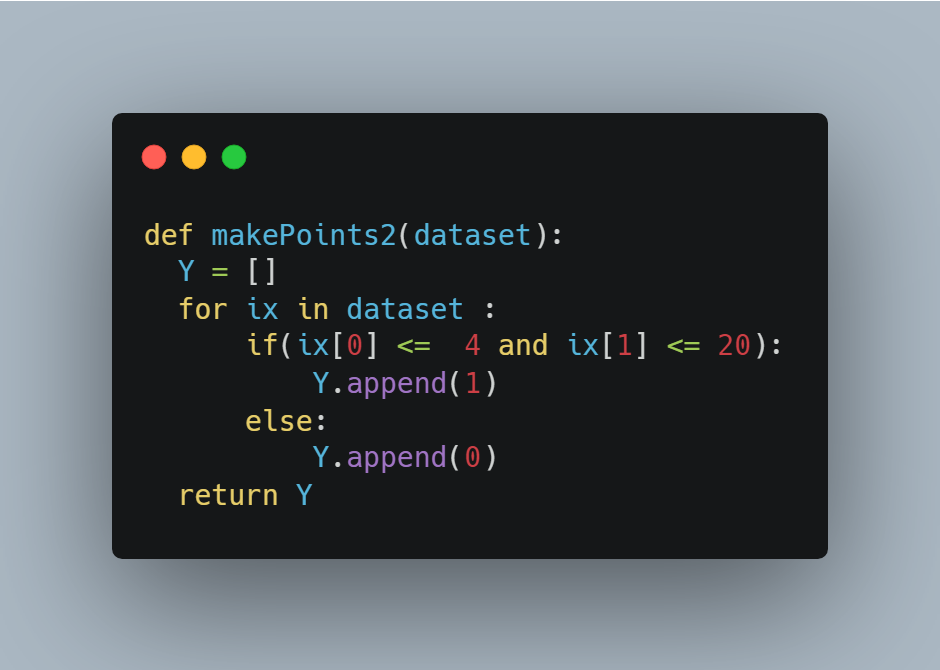 def makePoints2(dataset):
  Y = []
  for ix in dataset :
      if(ix[0] <=  4 and ix[1] <= 20):
          Y.append(1)
      else:
          Y.append(0)
  return Y